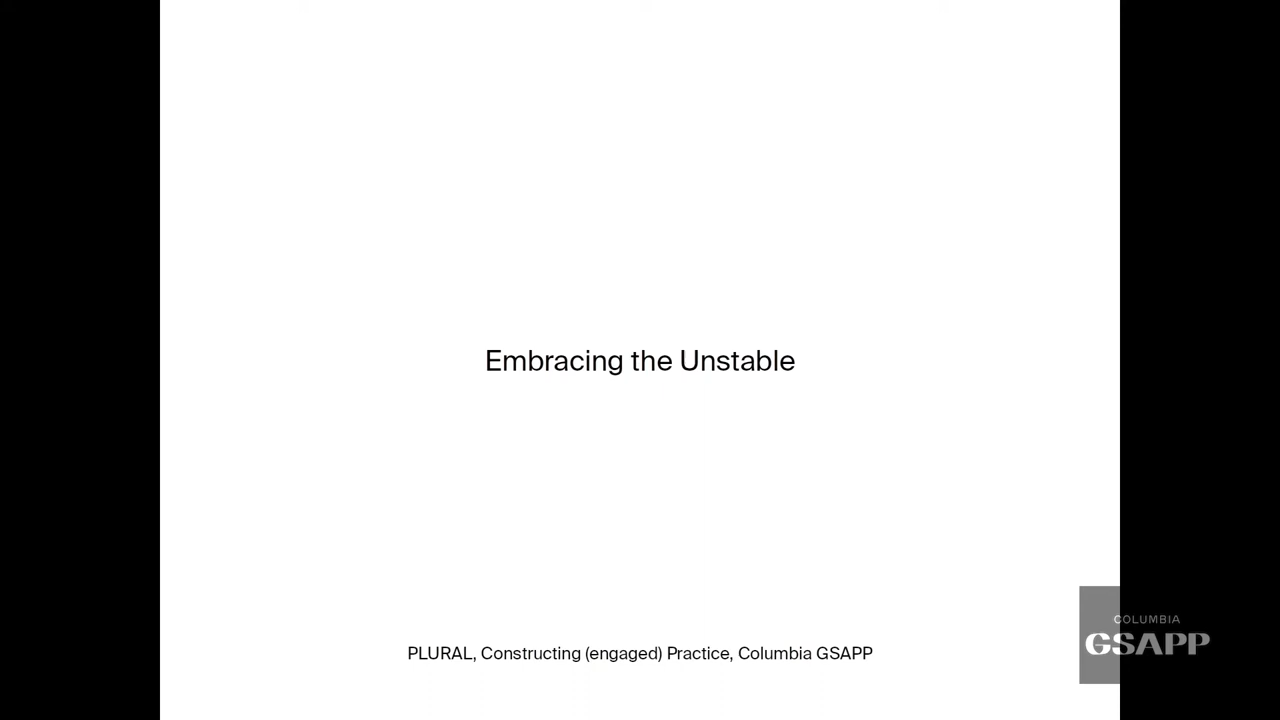 Embracing the Unstable
PLURAL, Constructing (engaged) Practice, Columbia GSAPP
COLUMBIA
GSAPP